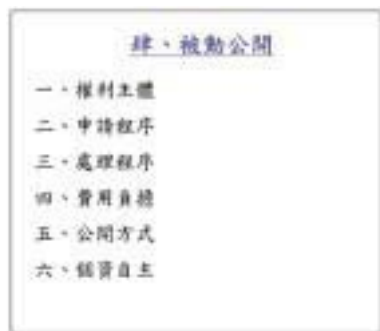 肆、被動公開
一、權利主體
二、申請程序
三、處理程序
四、費用負擔
五、公開方式
六、個資自主